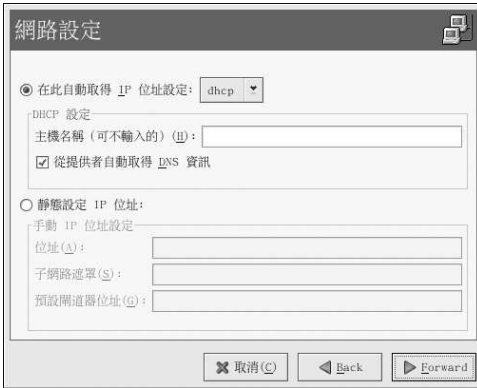 網路設定
在此自動取得 IP 位址設定: dhcp
DHCP 設定
主機名稱 (可不輸入的) (H):
從提供者自動取得 DNS 資訊
靜態設定 IP 位址:
手動 IP 位址設定
位址(A):
子網路遮罩(S):
預設閘道器位址(G):
取消(C) Back Forward